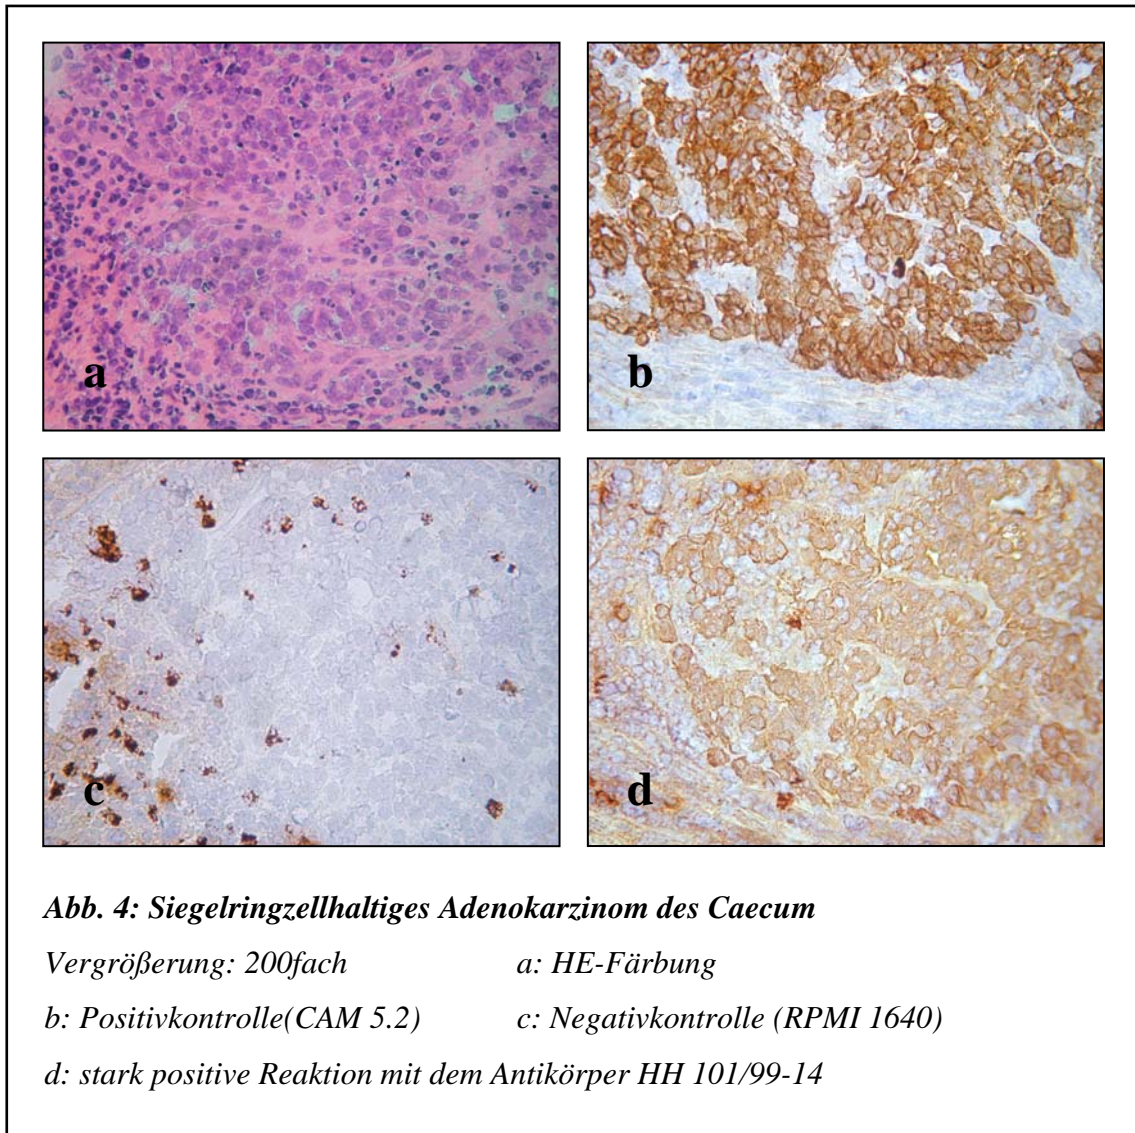 a
b
c
d
Abb. 4: Siegelringzellhaltiges Adenokarzinom des Caecum
Vergrößerung: 200fach a: HE-Färbung
b: Positivkontrolle(CAM 5.2) c: Negativkontrolle (RPMI 1640)
d: stark positive Reaktion mit dem Antikörper HH 101/99-14